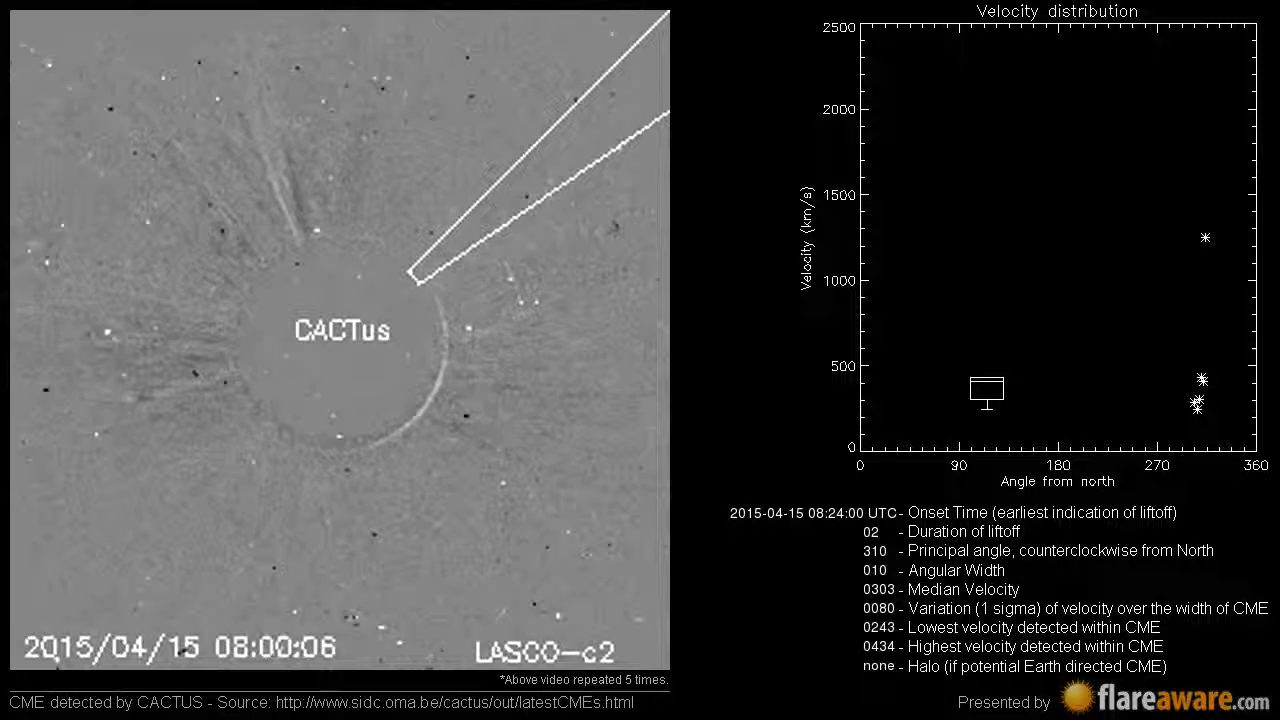 Velocity distribution
2500
2000
1500
1000
500
0
Velocity (km/s)
0 90 180 270 360
Angle from north
CACTus
2015/04/15 08:00:06 LASCO-c2
*Above video repeated 5 times.
CME detected by CACTUS - Source: http://www.sidc.oma.be/cactus/out/latestCMEs.html
2015-04-15 08:24:00 UTC - Onset Time (earliest indication of liftoff)
02 - Duration of liftoff
310 - Principal angle, counterclockwise from North
010 - Angular Width
0303 - Median Velocity
0080 - Variation (1 sigma) of velocity over the width of CME
0243 - Lowest velocity detected within CME
0434 - Highest velocity detected within CME
none - Halo (if potential Earth directed CME)
Presented by flareaware.com